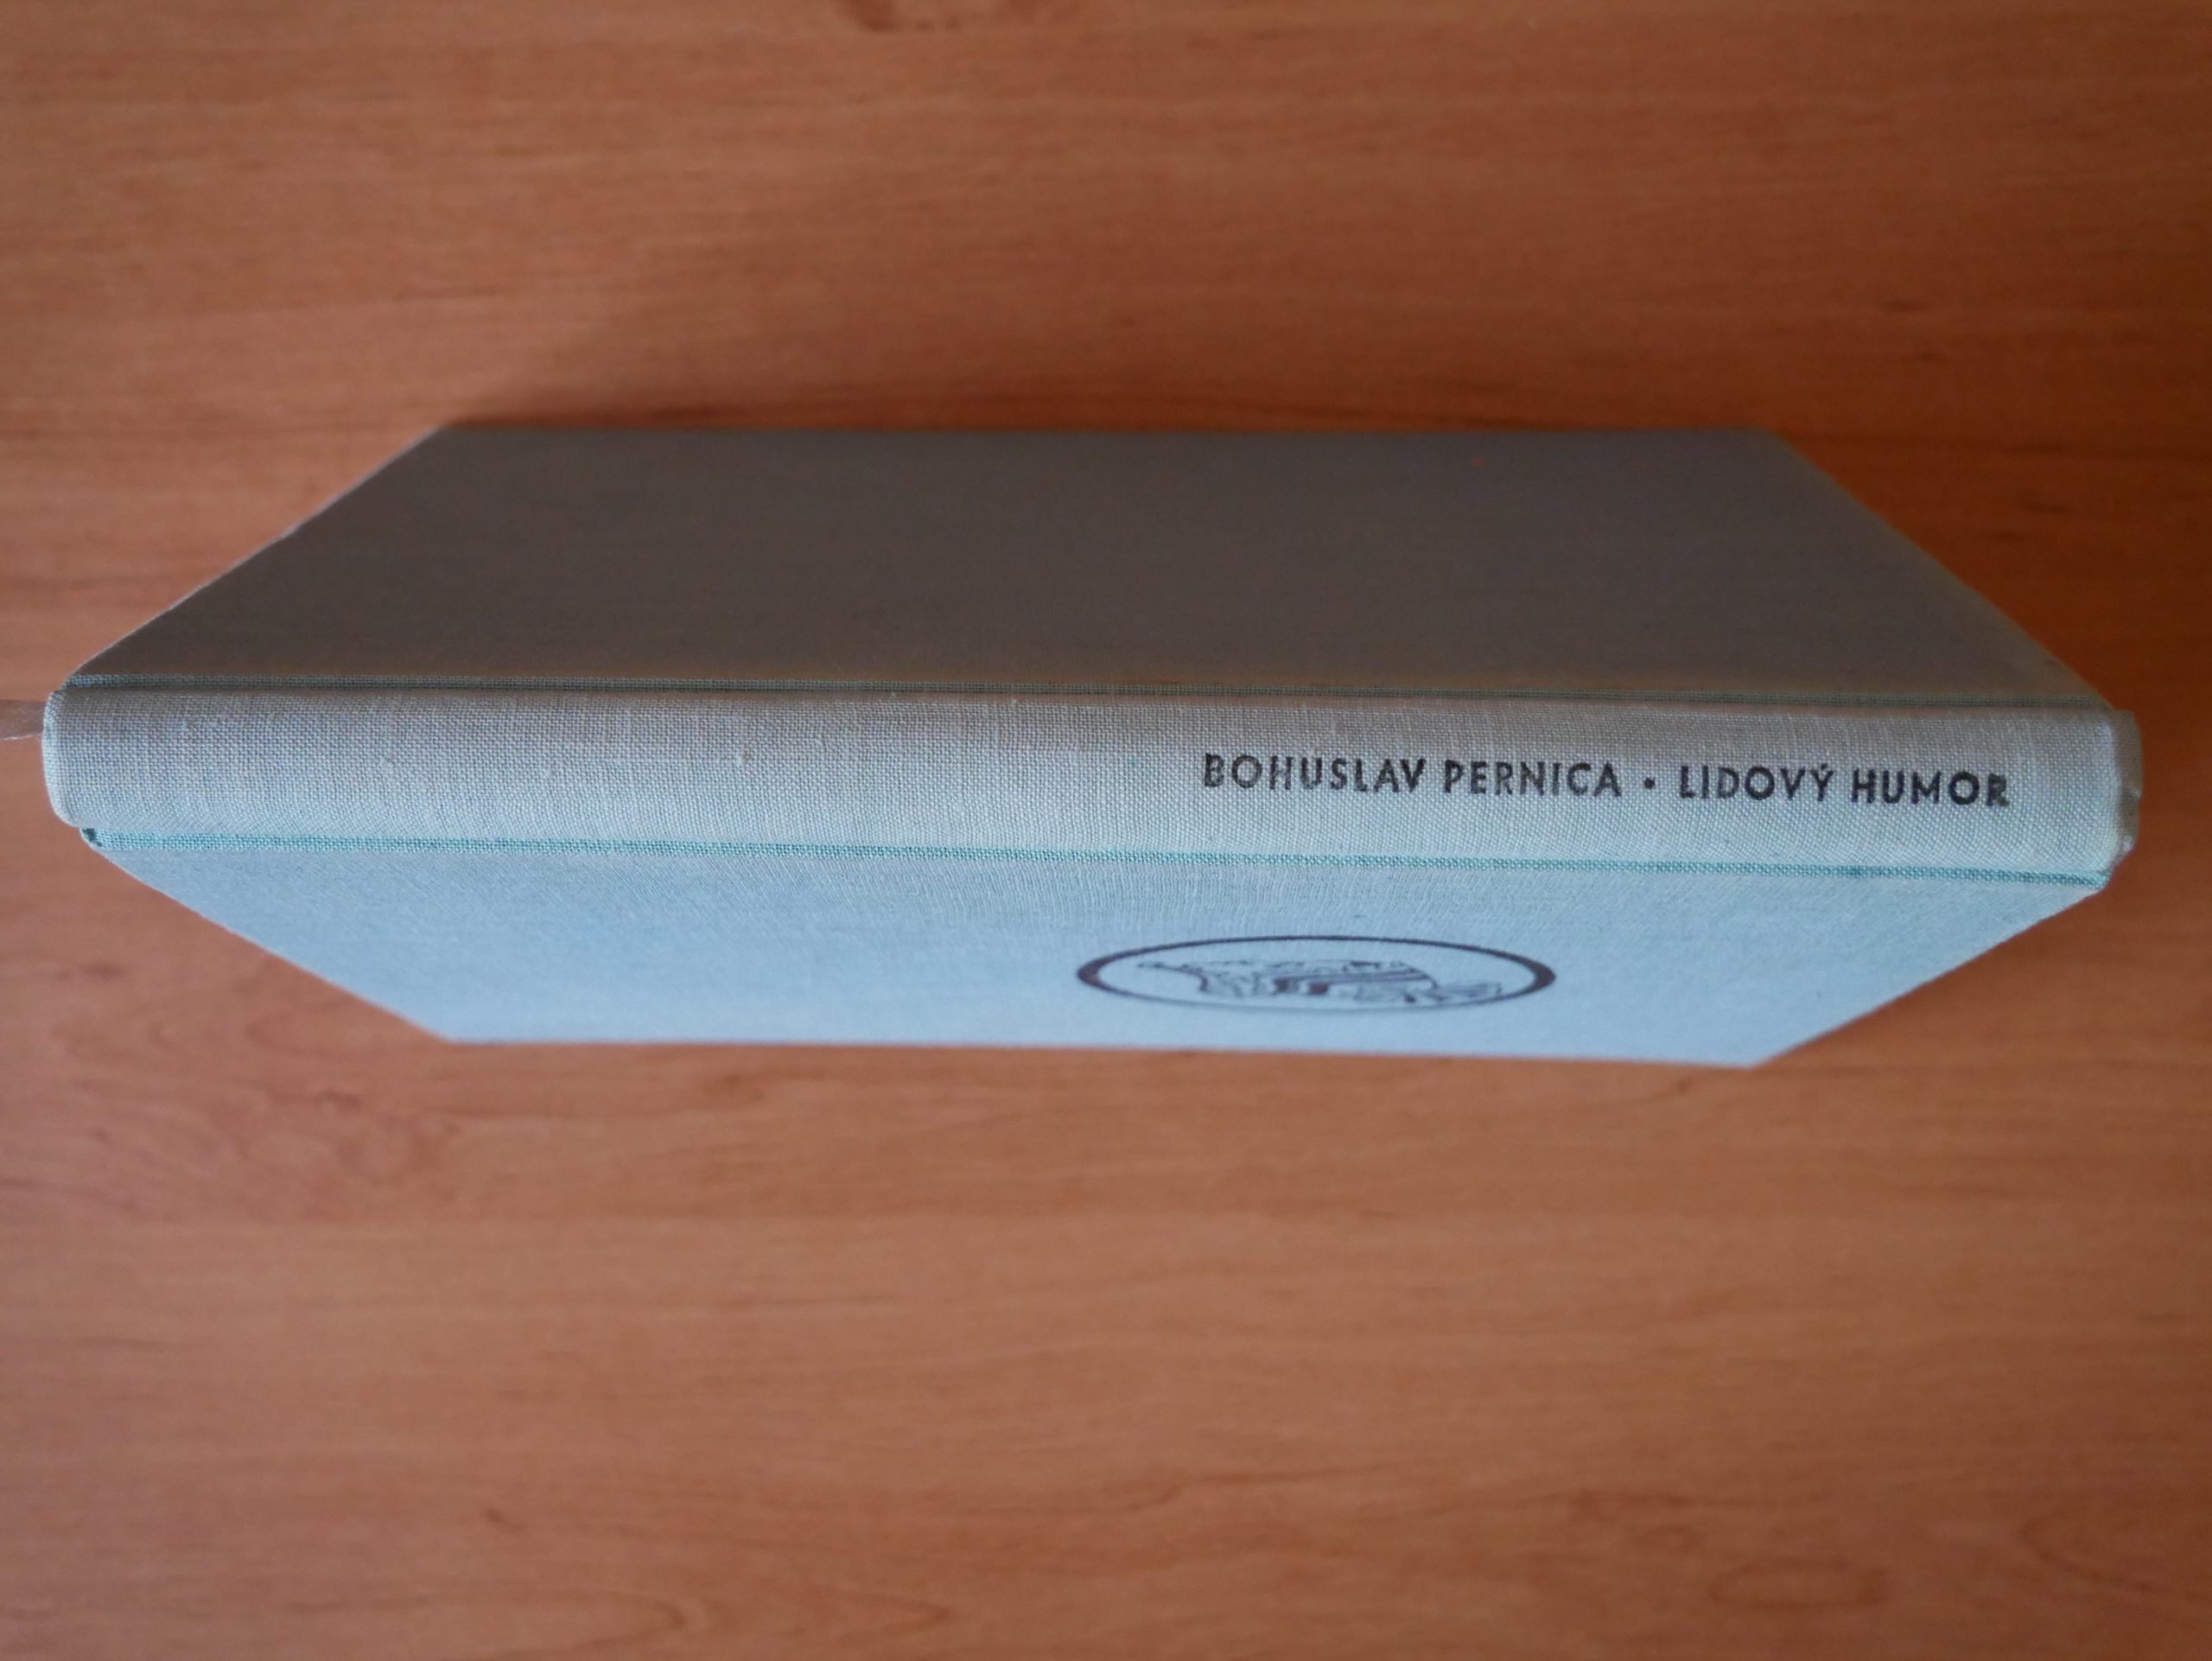 BOHUSLAV PERNICA • LIDOVÝ HUMOR